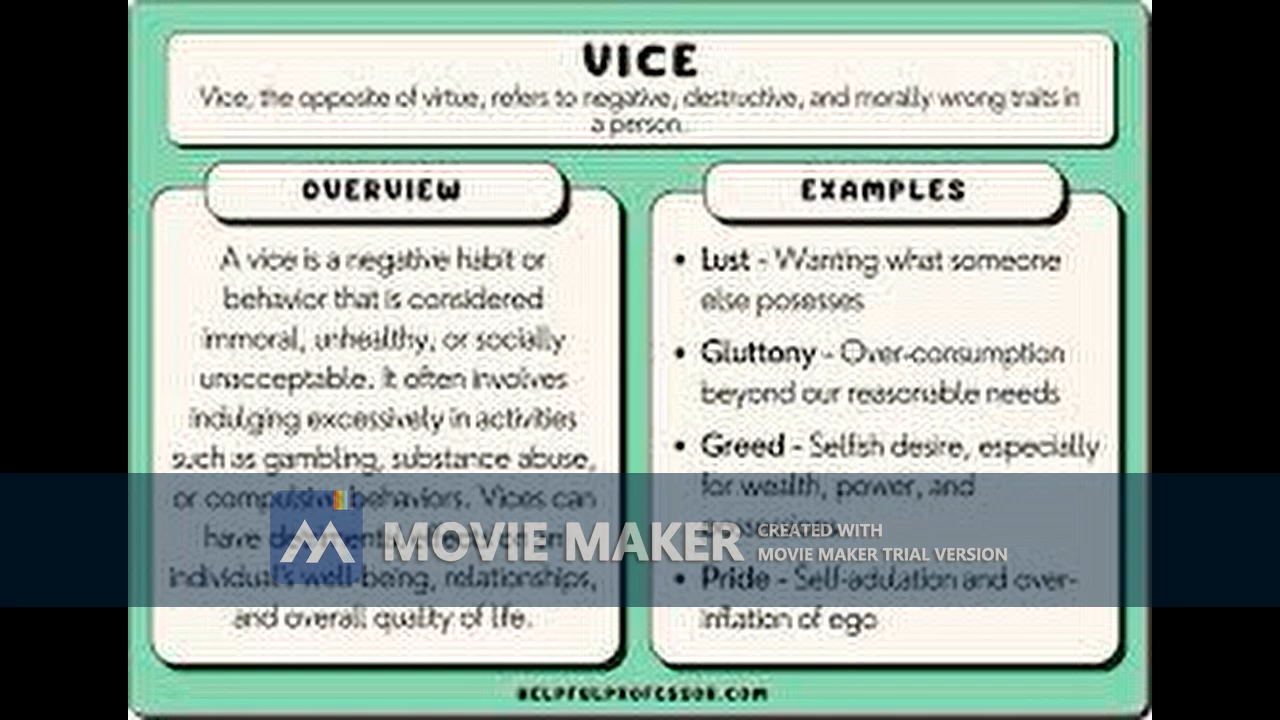 VICE
Vice, the opposite of virtue, refers to negative, destructive, and morally wrong traits in
a person.
OVERVIEW
A vice is a negative habit or
behavior that is considered
immoral, unhealthy, or socially
unacceptable. It often involves
indulging excessively in activities
such as gambling, substance abuse,
or compulsive behaviors. Vices can
have
individual's well-being, relationships,
and overall quality of life.
EXAMPLES
• Lust - Wanting what someone
else posesses
• Gluttony - Over-consumption
beyond our reasonable needs
• Greed - Selfish desire, especially
for wealth, power, and
• Pride - Self-adulation and over-
inflation of ego
MOVIE MAKER
CREATED WITH
MOVIE MAKER TRIAL VERSION
HELPFULPROFESSOR.COM